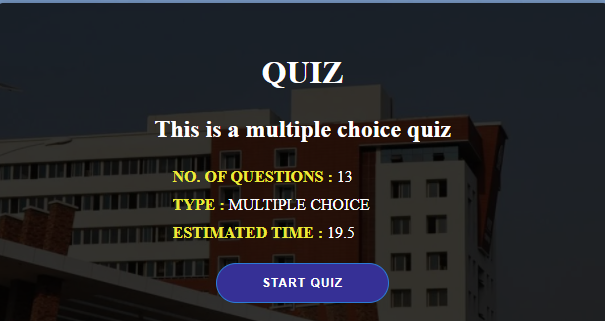 QUIZ
This is a multiple choice quiz
NO. OF QUESTIONS : 13
TYPE : MULTIPLE CHOICE
ESTIMATED TIME : 19.5
START QUIZ